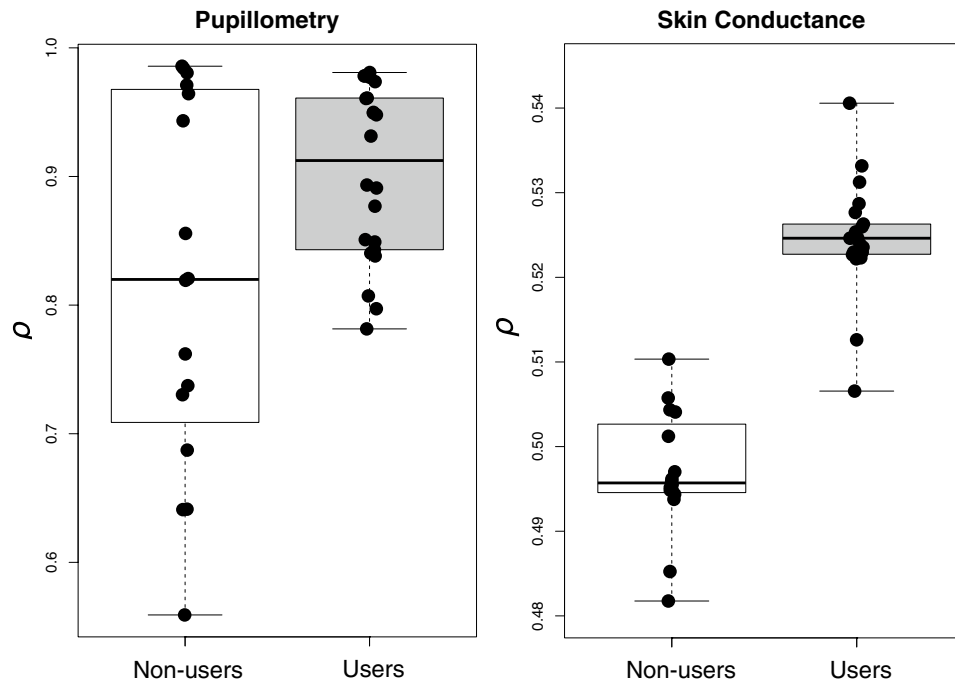 Pupillometry
ρ
1.0
0.9
0.8
0.7
0.6
Non-users Users
Skin Conductance
ρ
0.54
0.53
0.52
0.51
0.50
0.49
0.48
Non-users Users